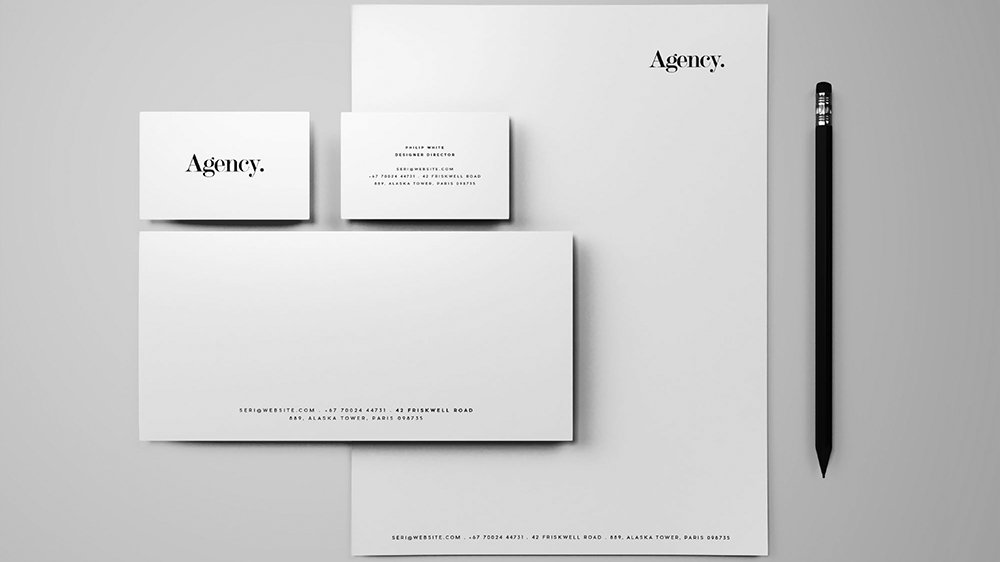 Agency.
Agency.
PHILIP WHITE
DESIGNER DIRECTOR
SERI@WEBSITE.COM
+67 70024 44731 . 42 FRISKWELL ROAD
889, ALASKA TOWER, PARIS 098735
SERI@WEBSITE.COM . +67 70024 44731 . 42 FRISKWELL ROAD
889, ALASKA TOWER, PARIS 098735
SERI@WEBSITE.COM . +67 70024 44731 . 42 FRISKWELL ROAD . 889, ALASKA TOWER, PARIS 098735